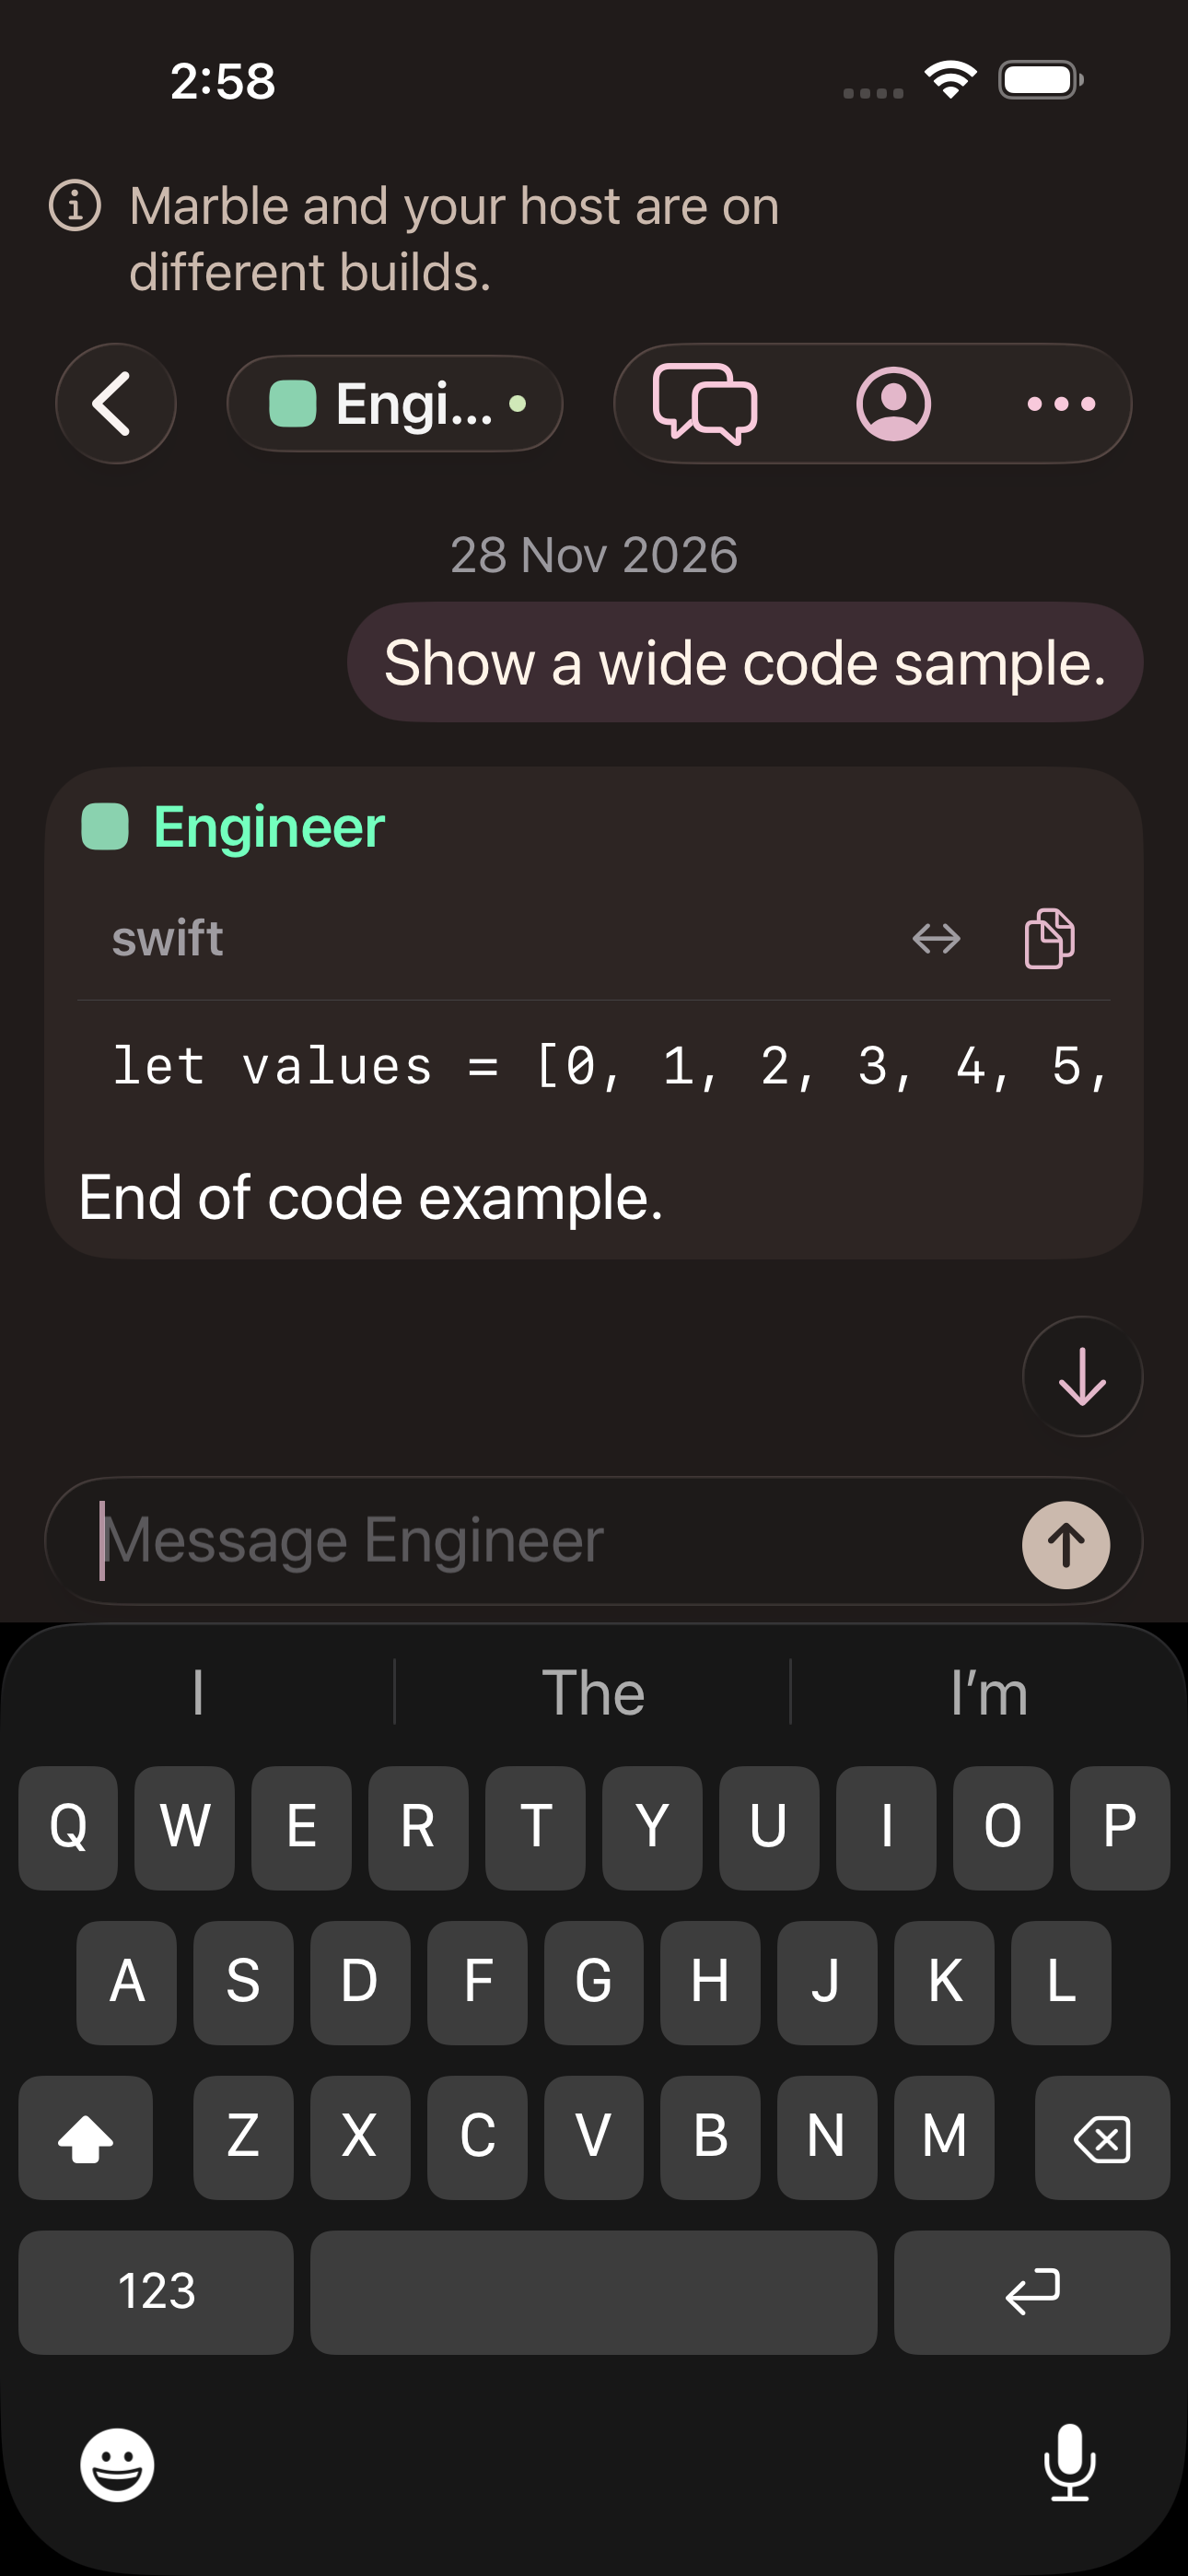 2:58
Marble and your host are on
different builds.
Engi...
28 Nov 2026
Show a wide code sample.
Engineer
swift
let values = [0, 1, 2, 3, 4, 5,
End of code example.
Message Engineer
I The I’m
Q W E R T Y U I O P
A S D F G H J K L
Z X C V B N M
123